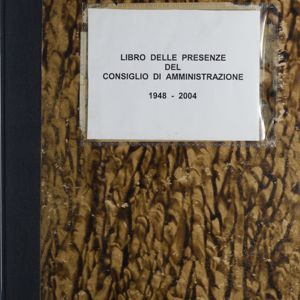 LIBRO DELLE PRESENZE
DEL
CONSIGLIO DI AMMINISTRAZIONE
1948 - 2004